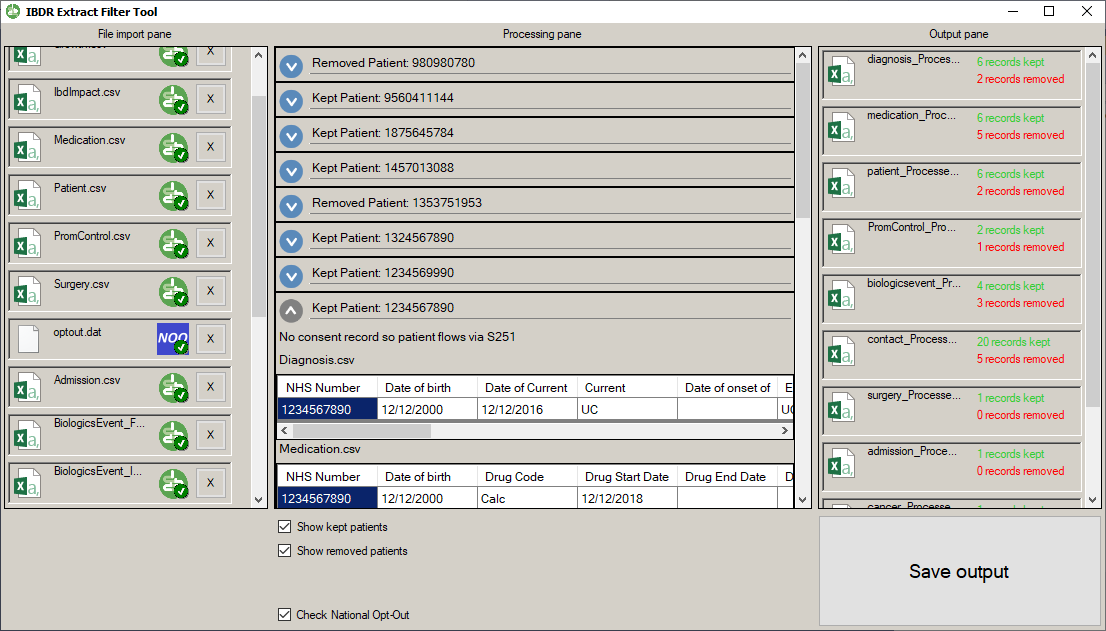 IBDR Extract Filter Tool
File import pane
IbdImpact.csv
X
Medication.csv
X
Patient.csv
X
PromControl.csv
X
Surgery.csv
X
optout.dat
NOO
X
Admission.csv
X
BiologicsEvent_F...
X
BiologicsEvent_I...
X
Processing pane
Removed Patient: 980980780
Kept Patient: 9560411144
Kept Patient: 1875645784
Kept Patient: 1457013088
Removed Patient: 1353751953
Kept Patient: 1324567890
Kept Patient: 1234569990
Kept Patient: 1234567890
No consent record so patient flows via S251
Diagnosis.csv
NHS Number Date of birth Date of Current Current Date of onset of E
1234567890 12/12/2000 12/12/2016 UC UC
Medication.csv
NHS Number Date of birth Drug Code Drug Start Date Drug End Date D
1234567890 12/12/2000 Calc 12/12/2018
Show kept patients
Show removed patients
Check National Opt-Out
Output pane
diagnosis_Proces... 6 records kept
2 records removed
medication_Proc... 6 records kept
5 records removed
patient_Processe... 6 records kept
2 records removed
PromControl_Pro... 2 records kept
1 records removed
biologicsevent_Pr... 4 records kept
3 records removed
contact_Process... 20 records kept
5 records removed
surgery_Processe... 1 records kept
0 records removed
admission_Proce... 1 records kept
0 records removed
cancer_Processe
Save output